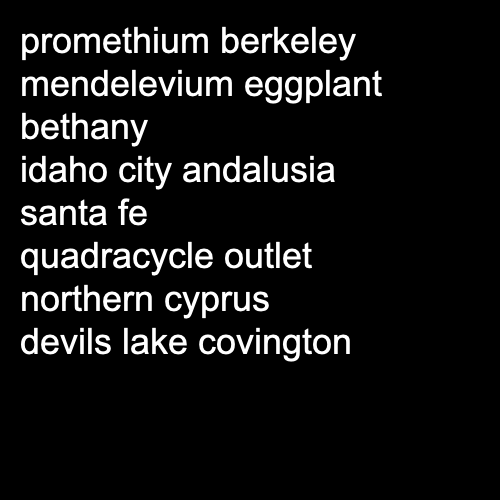 promethium berkeley
mendelevium eggplant
bethany
idaho city andalusia
santa fe
quadracycle outlet
northern cyprus
devils lake covington